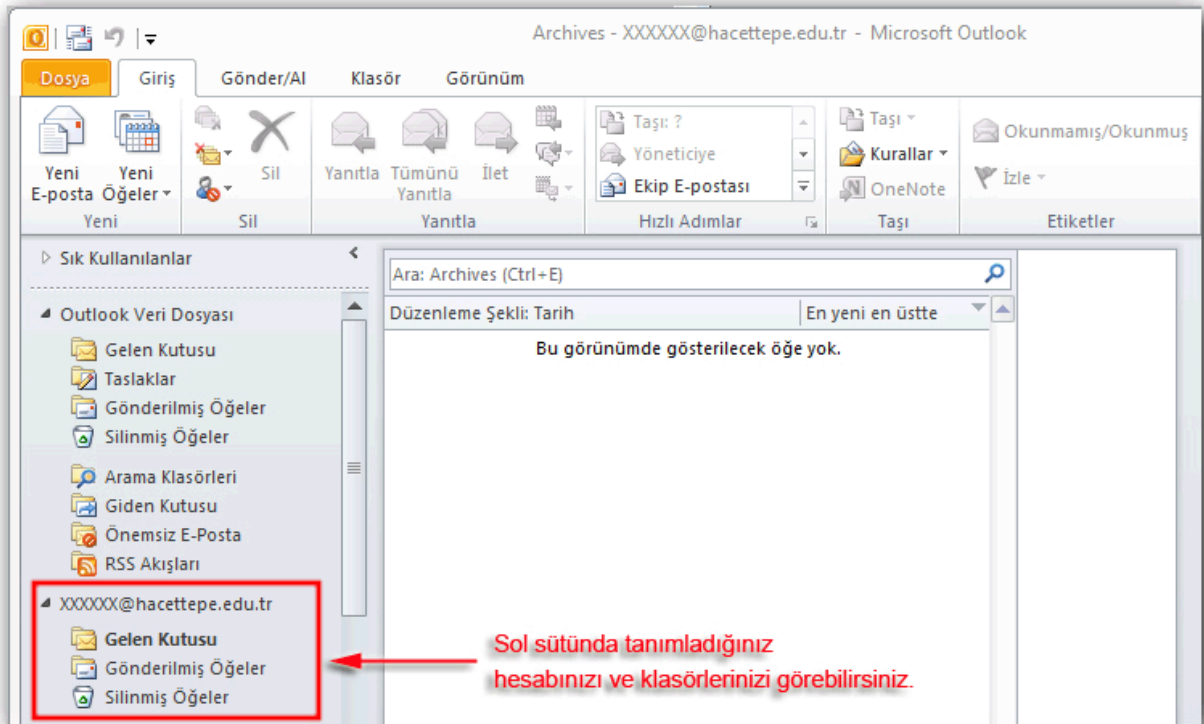 Archives - XXXXXX@hacettepe.edu.tr - Microsoft Outlook
Dosya Giriş Gönder/Al Klasör Görünüm
Yeni E-posta
Yeni Öğeler
Yeni
Sil
Sil
Yanıtla
Tümünü Yanıtla
İlet
Yanıtla
Taşı: ?
Yöneticiye
Ekip E-postası
Hızlı Adımlar
Taşı
Kurallar
OneNote
Taşı
Okunmamış/Okunmuş
İzle
Etiketler
Sık Kullanılanlar
Outlook Veri Dosyası
Gelen Kutusu
Taslaklar
Gönderilmiş Öğeler
Silinmiş Öğeler
Arama Klasörleri
Giden Kutusu
Önemsiz E-Posta
RSS Akışları
XXXXXX@hacettepe.edu.tr
Gelen Kutusu
Gönderilmiş Öğeler
Silinmiş Öğeler
Ara: Archives (Ctrl+E)
Düzenleme Şekli: Tarih En yeni en üstte
Bu görünümde gösterilecek öğe yok.
Sol sütünda tanımladığınız
hesabınızı ve klasörlerinizi görebilirsiniz.